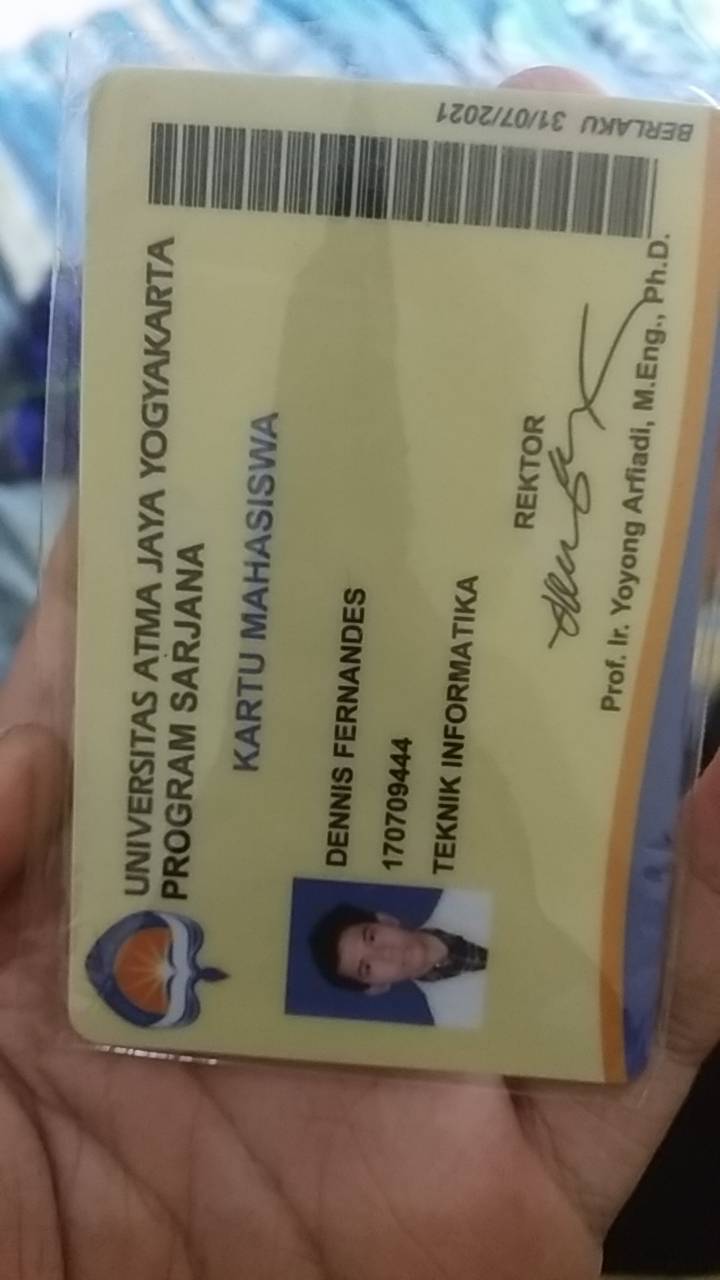 UNIVERSITAS ATMA JAYA YOGYAKARTA
PROGRAM SARJANA
KARTU MAHASISWA
DENNIS FERNANDES
170709444
TEKNIK INFORMATIKA
REKTOR
Prof. Ir. Yoyong Arfiadi, M.Eng., Ph.D.
BERLAKU 31/07/2021